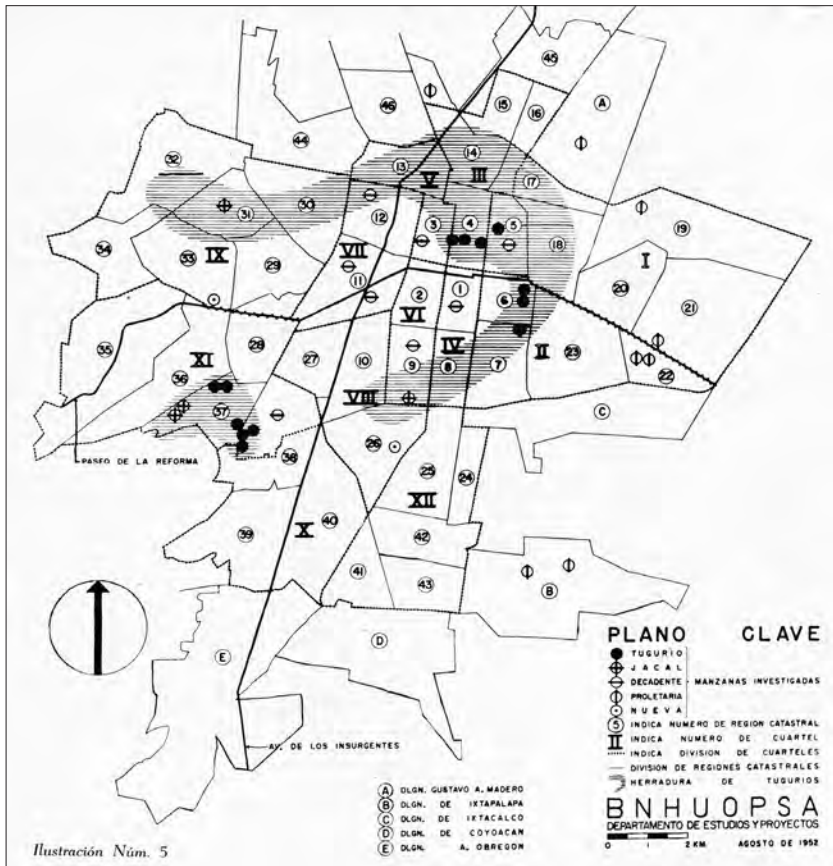 45
A
46
15
16
44
14
13
V
III
32
17
30
31
12
3
4
5
18
19
34
33
IX
VII
29
I
11
20
1
2
6
21
VI
35
28
XI
27
10
IV
II
23
36
9
8
7
22
37
VIII
C
PASEO DE LA REFORMA
38
26
25
24
XII
X
40
39
42
41
43
B
D
E
AV. DE LOS INSURGENTES
PLANO CLAVE
TUGURIO
JACAL
DECADENTE - MANZANAS INVESTIGADAS
PROLETARIA
NUEVA
5 INDICA NUMERO DE REGION CATASTRAL
II INDICA NUMERO DE CUARTEL
INDICA DIVISION DE CUARTELES
DIVISION DE REGIONES CATASTRALES
HERRADURA DE TUGURIOS
A DLGN. GUSTAVO A. MADERO
B DLGN. DE IXTAPALAPA
C DLGN. DE IXTACALCO
D DLGN. DE COYOACAN
E DLGN. A. OBREGON
BNHUOPSA
DEPARTAMENTO DE ESTUDIOS Y PROYECTOS
0 1 2 KM. AGOSTO DE 1952
Ilustración Núm. 5